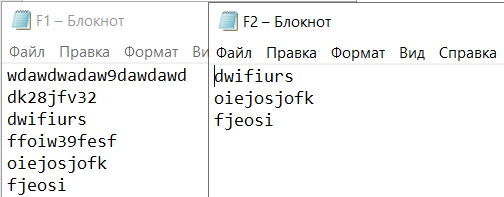 F1 – Блокнот
Файл Правка Формат Ви
wdawdwadaw9dawdawd
dk28jfv32
dwifiurs
ffoiw39fesf
oiejosjofk
fjeosi
F2 – Блокнот
Файл Правка Формат Вид Справка
dwifiurs
oiejosjofk
fjeosi